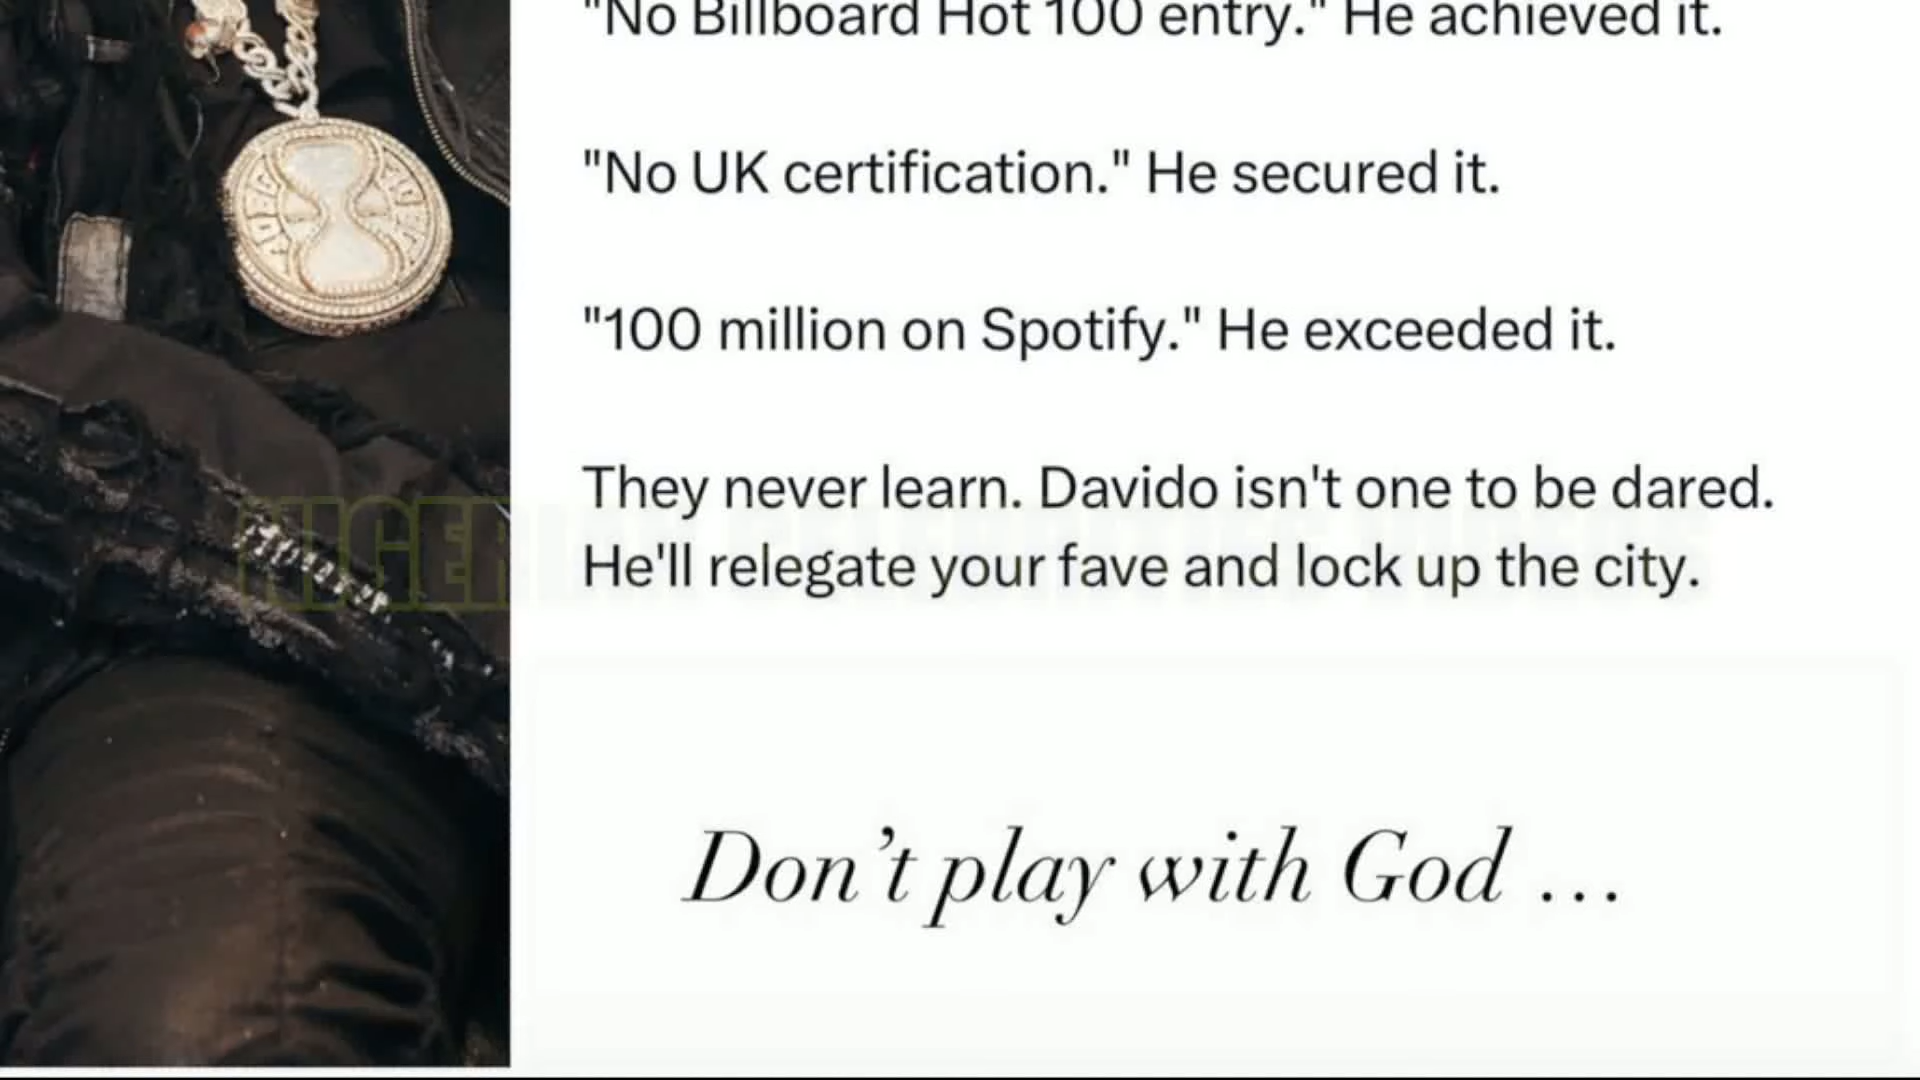 "No Billboard Hot 100 entry." He achieved it.
"No UK certification." He secured it.
"100 million on Spotify." He exceeded it.
They never learn. Davido isn't one to be dared.
He'll relegate your fave and lock up the city.
Don’t play with God ...